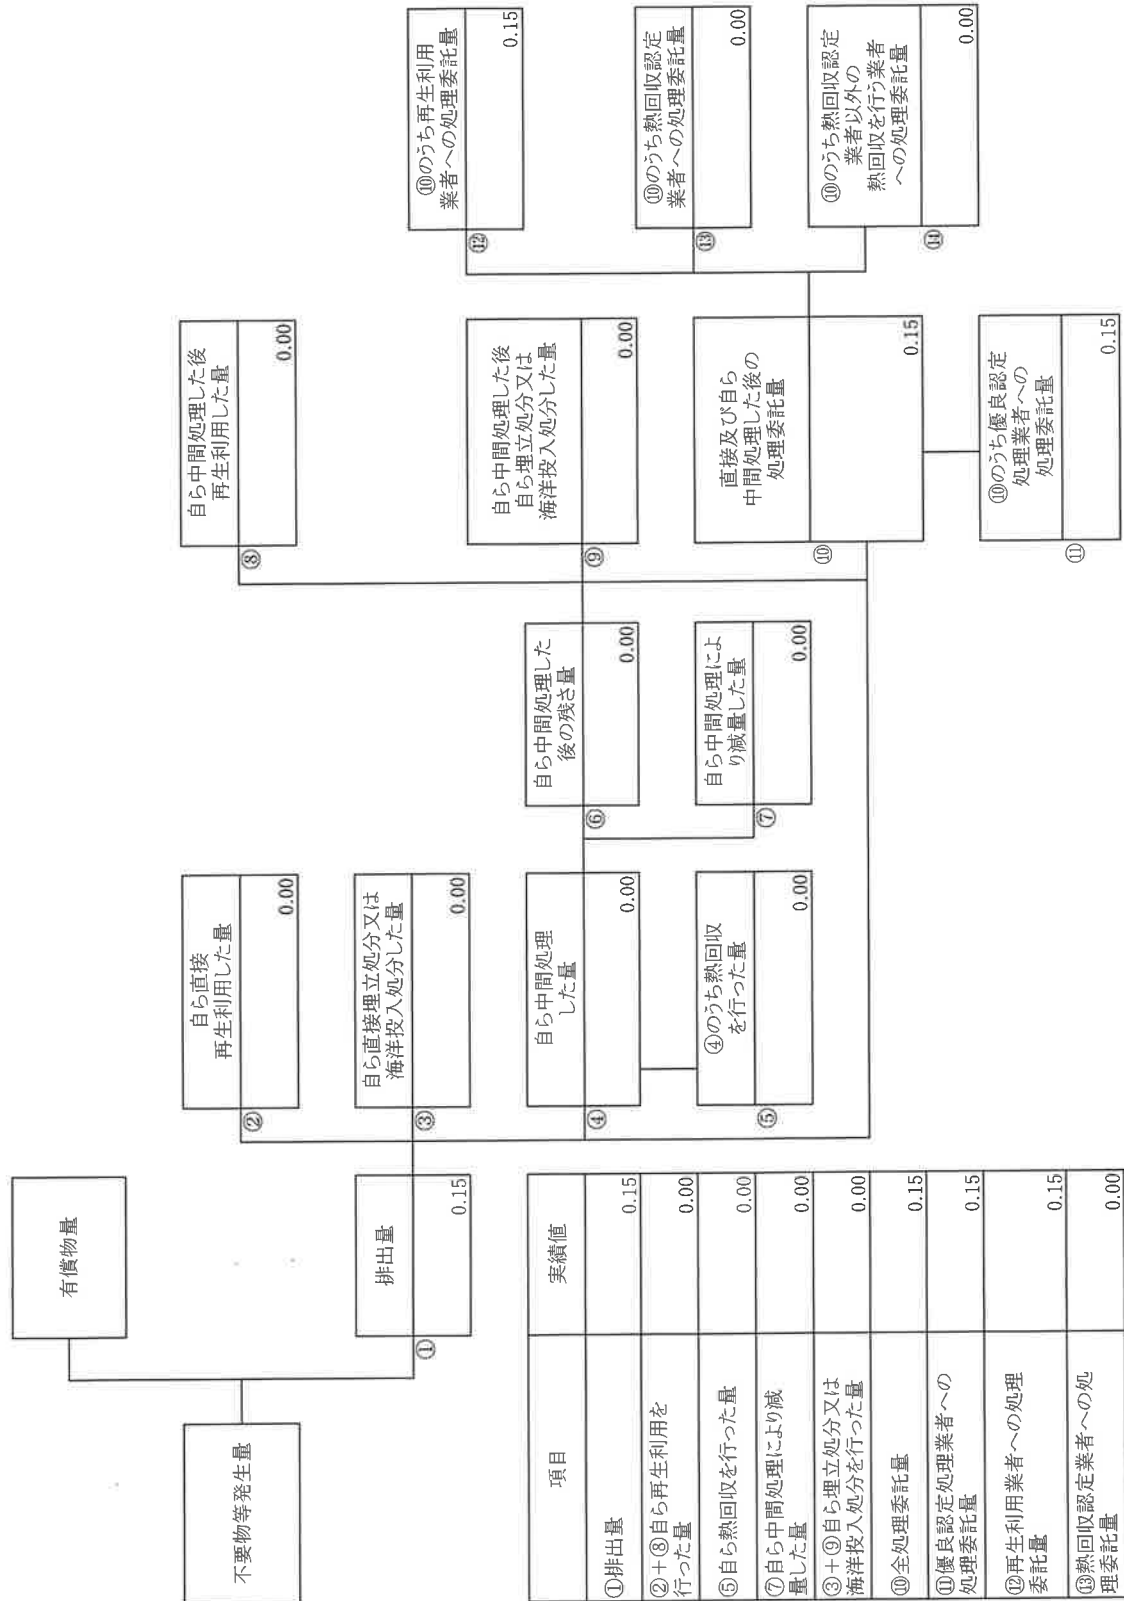 不要物等発生量
有償物量
排出量
①
0.15
自ら直接
再生利用した量
②
0.00
自ら直接埋立処分又は
海洋投入処分した量
③
0.00
自ら中間処理
した量
④
0.00
④のうち熱回収
を行った量
⑤
0.00
自ら中間処理した
後の残さ量
⑥
0.00
自ら中間処理によ
り減量した量
⑦
0.00
自ら中間処理した後
再生利用した量
⑧
0.00
自ら中間処理した後
自ら埋立処分又は
海洋投入処分した量
⑨
0.00
直接及び自ら
中間処理した後の
処理委託量
⑩
0.15
⑩のうち優良認定
処理業者への
処理委託量
⑪
0.15
⑩のうち再生利用
業者への処理委託量
⑫
0.15
⑩のうち熱回収認定
業者への処理委託量
⑬
0.00
⑩のうち熱回収認定
業者以外の
熱回収を行う業者
への処理委託量
⑭
0.00
項目 実績値
①排出量 0.15
②+⑧自ら再生利用を
行った量 0.00
⑤自ら熱回収を行った量 0.00
⑦自ら中間処理により減
量した量 0.00
③+⑨自ら埋立処分又は
海洋投入処分を行った量 0.00
⑩全処理委託量 0.15
⑪優良認定処理業者への
処理委託量 0.15
⑫再生利用業者への処理
委託量 0.15
⑬熱回収認定業者への処
理委託量 0.00